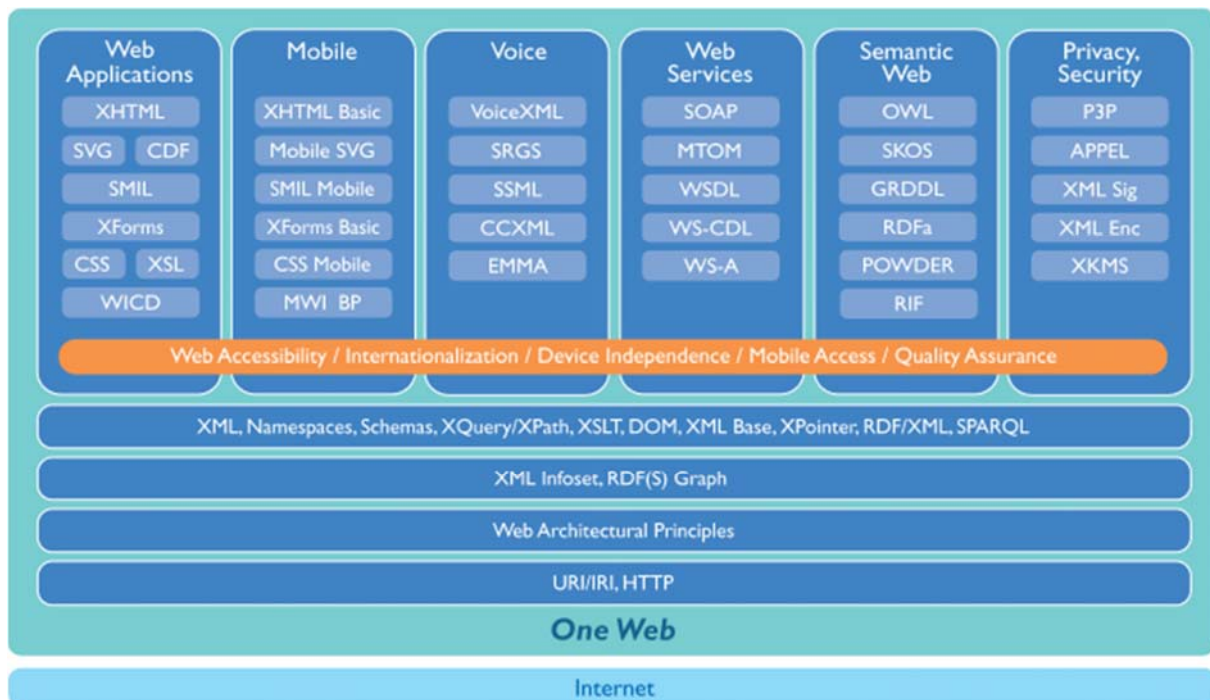 Web
Applications
XHTML
SVG CDF
SMIL
XForms
CSS XSL
WICD
Mobile
XHTML Basic
Mobile SVG
SMIL Mobile
XForms Basic
CSS Mobile
MWI BP
Voice
VoiceXML
SRGS
SSML
CCXML
EMMA
Web
Services
SOAP
MTOM
WSDL
WS-CDL
WS-A
Semantic
Web
OWL
SKOS
GRDDL
RDFa
POWDER
RIF
Privacy,
Security
P3P
APPEL
XML Sig
XML Enc
XKMS
Web Accessibility / Internationalization / Device Independence / Mobile Access / Quality Assurance
XML, Namespaces, Schemas, XQuery/XPath, XSLT, DOM, XML Base, XPointer, RDF/XML, SPARQL
XML Infoset, RDF(S) Graph
Web Architectural Principles
URI/IRI, HTTP
One Web
Internet